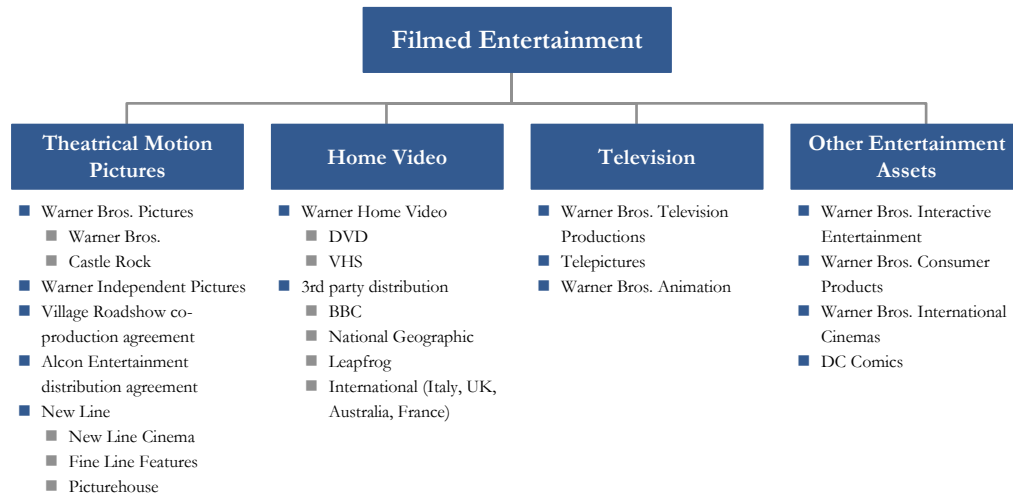 Filmed Entertainment
Theatrical Motion
Pictures
Warner Bros. Pictures
Warner Bros.
Castle Rock
Warner Independent Pictures
Village Roadshow co-
production agreement
Alcon Entertainment
distribution agreement
New Line
New Line Cinema
Fine Line Features
Picturehouse
Home Video
Warner Home Video
DVD
VHS
3rd party distribution
BBC
National Geographic
Leapfrog
International (Italy, UK,
Australia, France)
Television
Warner Bros. Television
Productions
Telepictures
Warner Bros. Animation
Other Entertainment
Assets
Warner Bros. Interactive
Entertainment
Warner Bros. Consumer
Products
Warner Bros. International
Cinemas
DC Comics